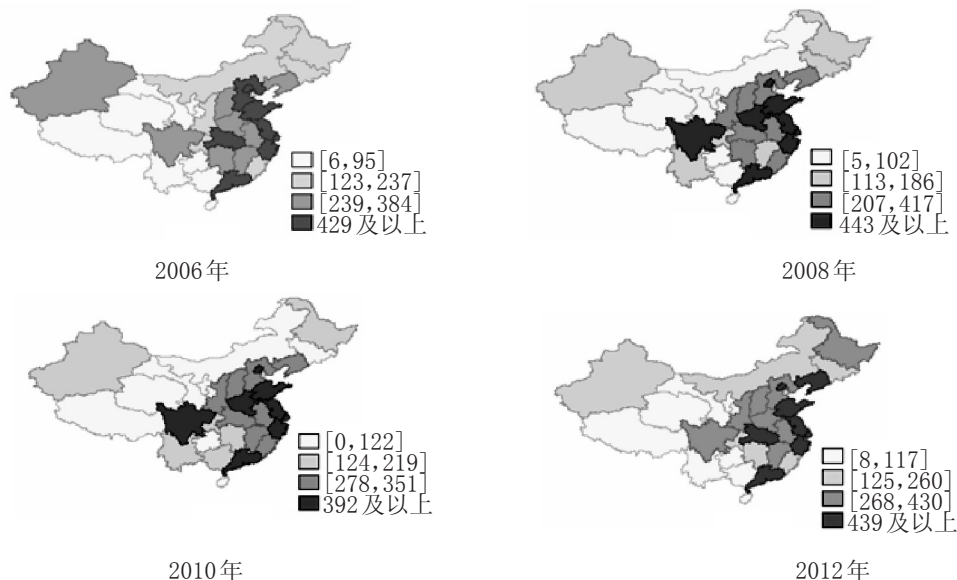 [6,95]
[123,237]
[239,384]
429及以上
2006年
[5,102]
[113,186]
[207,417]
443及以上
2008年
[0,122]
[124,219]
[278,351]
392及以上
2010年
[8,117]
[125,260]
[268,430]
439及以上
2012年